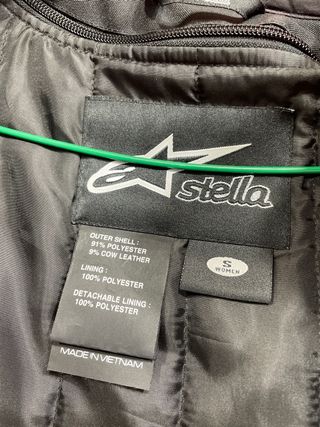 stella
OUTER SHELL :
91% POLYESTER
9% COW LEATHER
LINING :
100% POLYESTER
DETACHABLE LINING :
100% POLYESTER
MADE IN VIETNAM
S
WOMEN